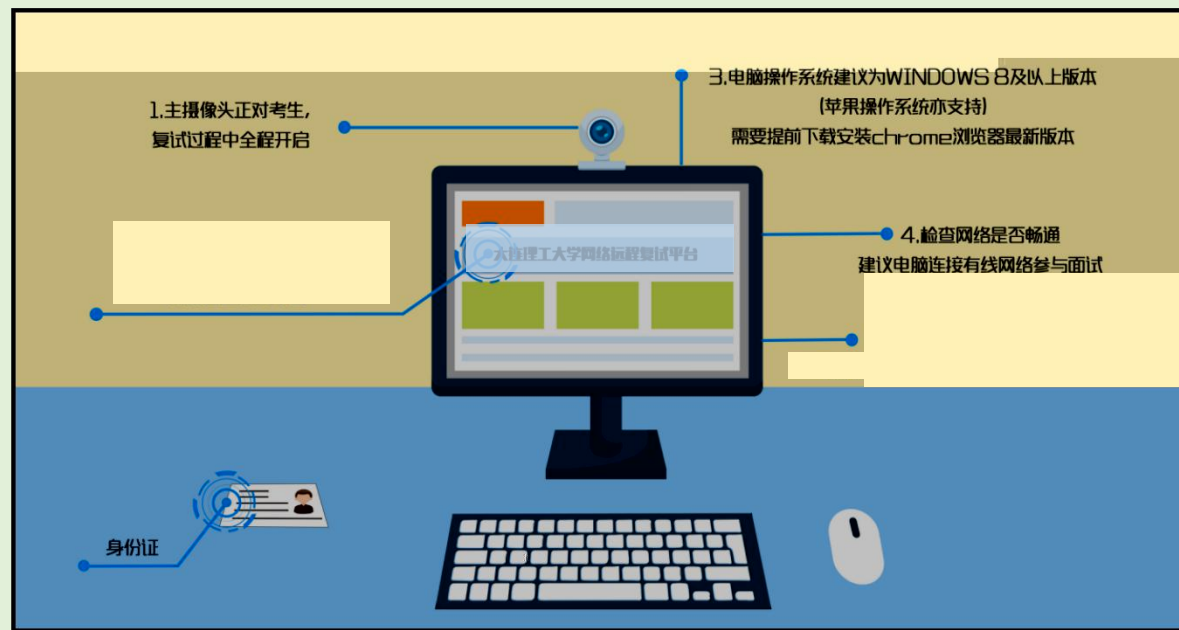 1.主摄像头正对考生,
复试过程中全程开启
3.电脑操作系统建议为WINDOWS 8及以上版本
(苹果操作系统亦支持)
需要提前下载安装chrome浏览器最新版本
大连理工大学网络远程复试平台
4.检查网络是否畅通
建议电脑连接有线网络参与面试
身份证